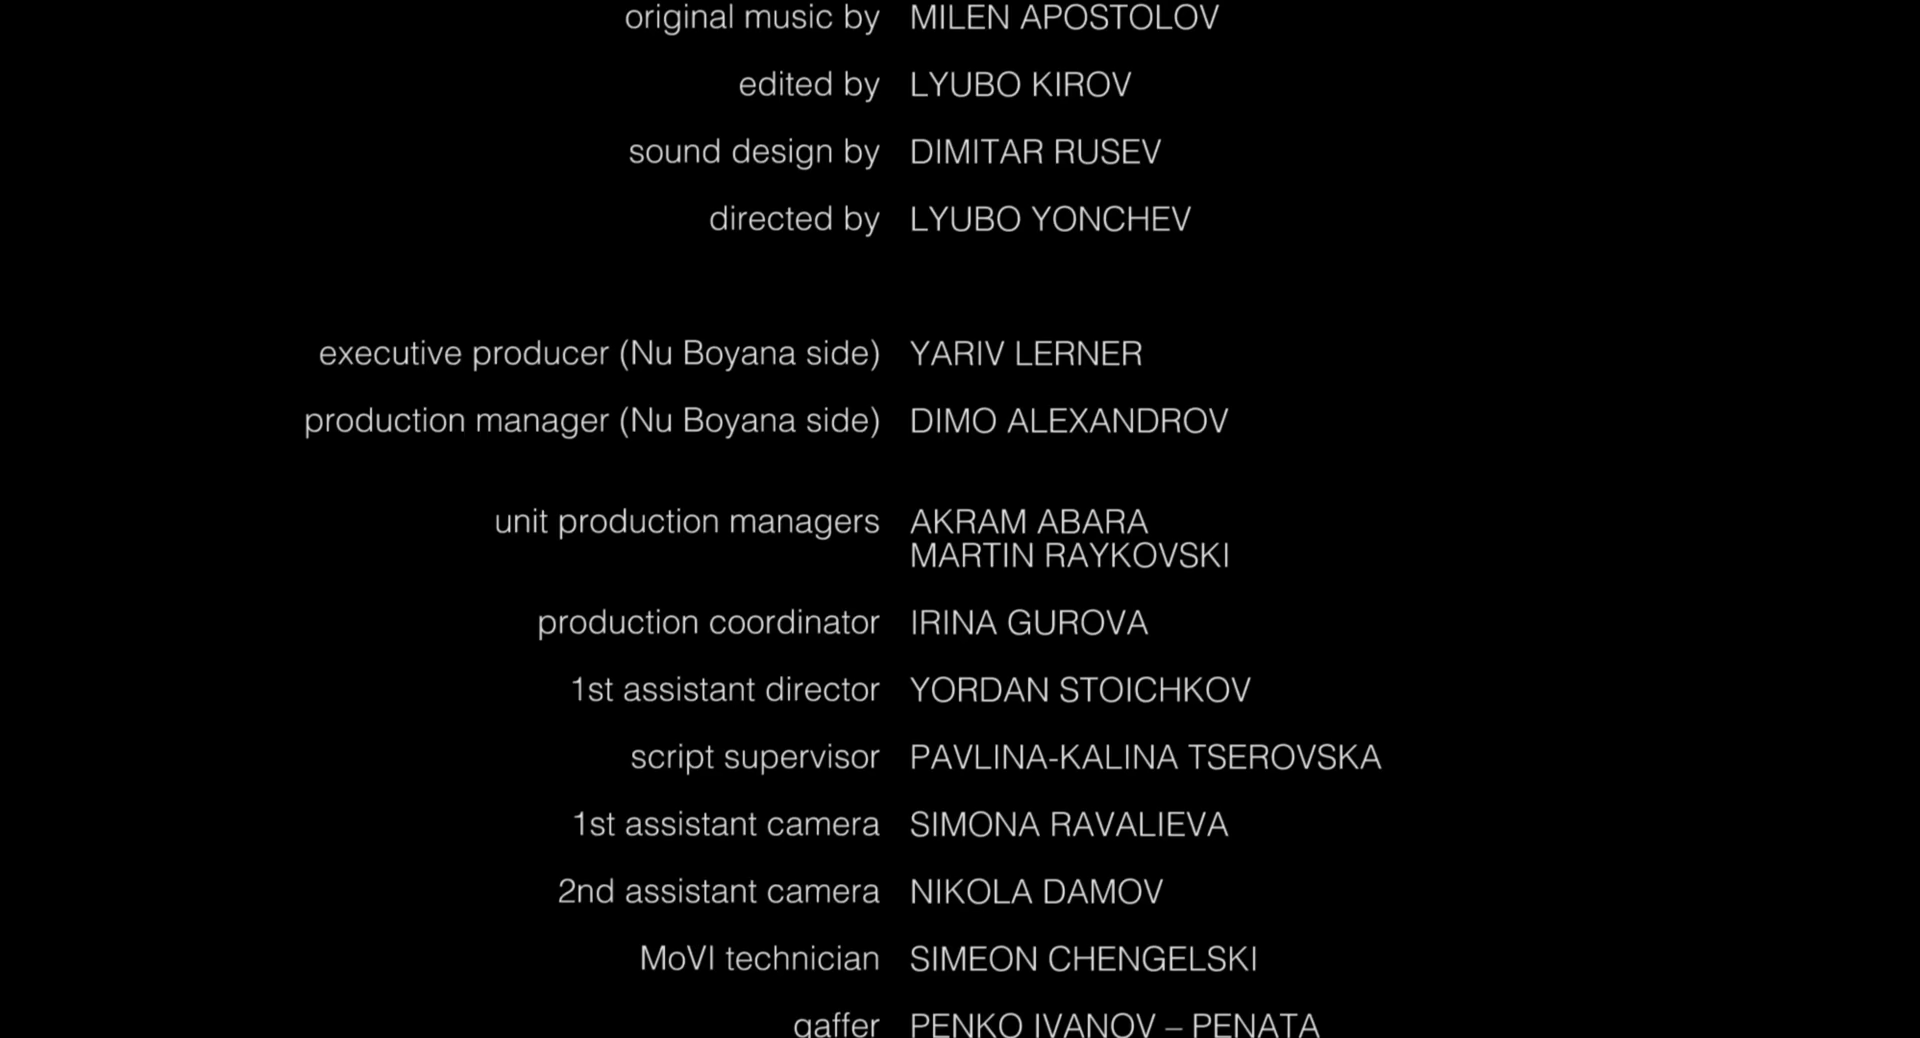 original music by MILEN APOSTOLOV
edited by LYUBO KIROV
sound design by DIMITAR RUSEV
directed by LYUBO YONCHEV
executive producer (Nu Boyana side) YARIV LERNER
production manager (Nu Boyana side) DIMO ALEXANDROV
unit production managers AKRAM ABARA
MARTIN RAYKOVSKI
production coordinator IRINA GUROVA
1st assistant director YORDAN STOICHKOV
script supervisor PAVLINA-KALINA TSEROVSKA
1st assistant camera SIMONA RAVALIEVA
2nd assistant camera NIKOLA DAMOV
MoVI technician SIMEON CHENGELSKI
gaffer PENKO IVANOV – PENATA